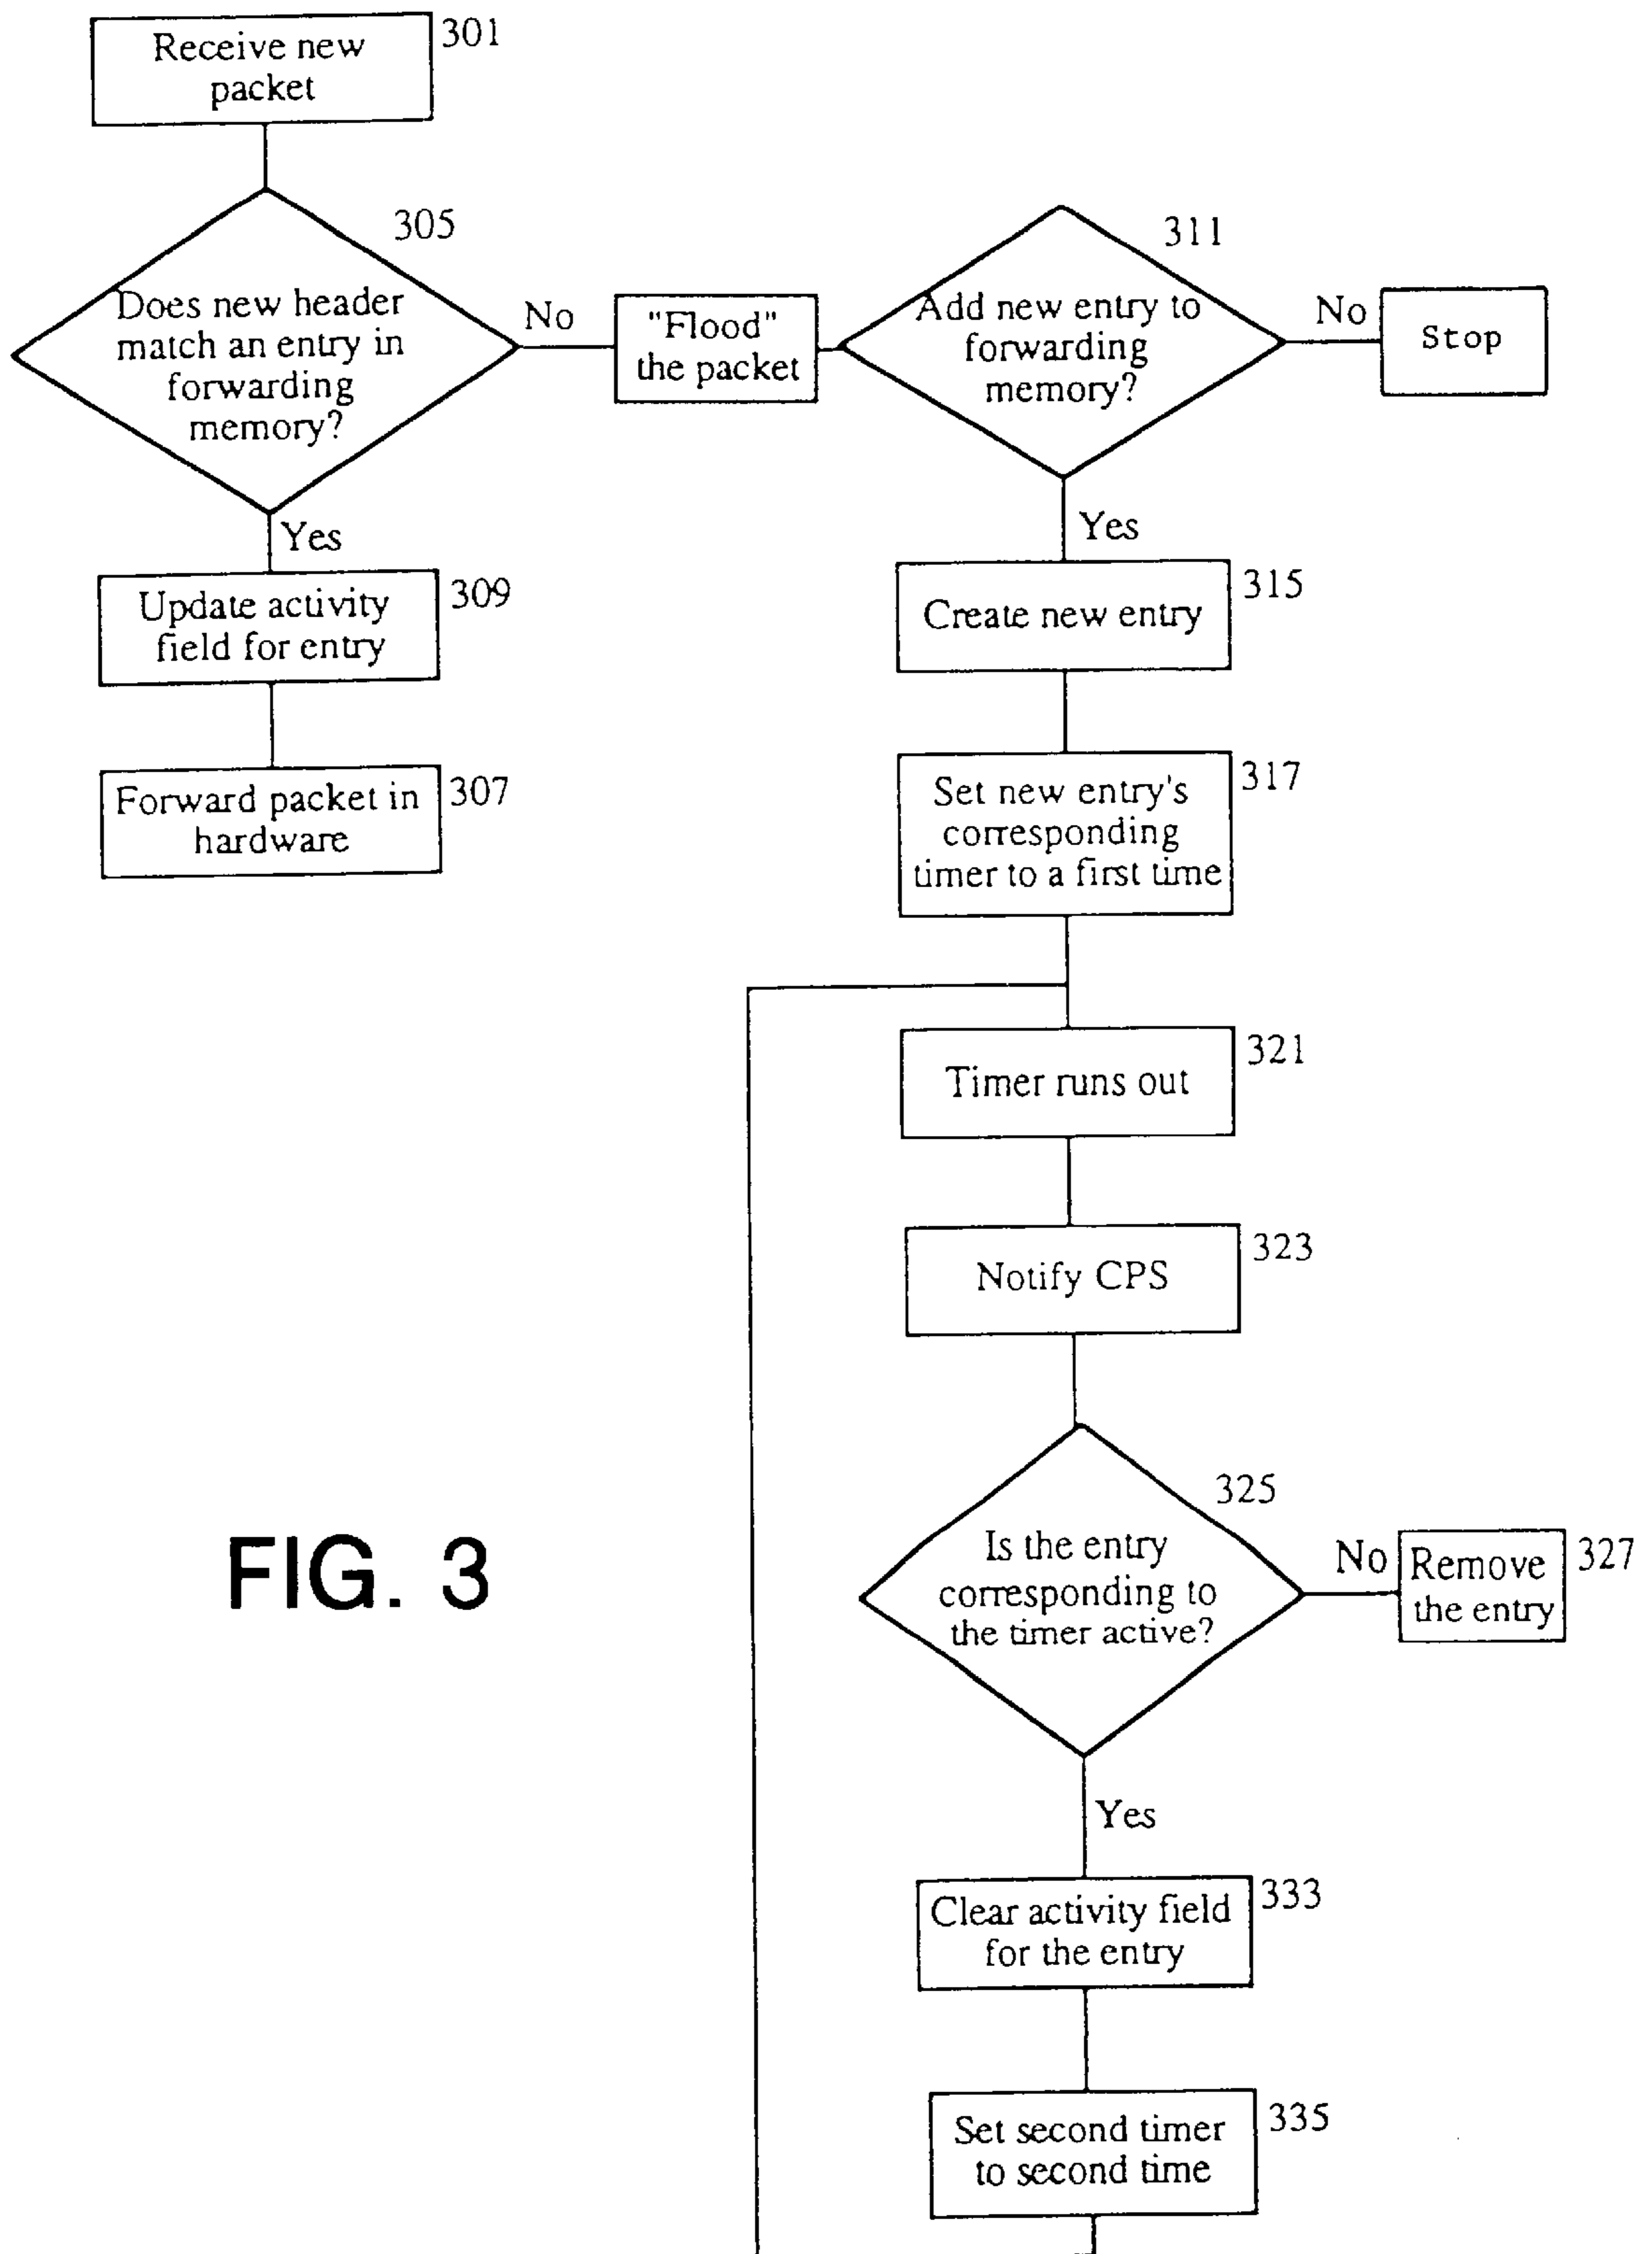 Receive new
packet
301
305
Does new header
match an entry in
forwarding
memory?
No
"Flood"
the packet
311
Add new entry to
forwarding
memory?
No
Stop
Yes
Update activity
field for entry
309
Forward packet in
hardware
307
Yes
Create new entry
315
Set new entry's
corresponding
timer to a first time
317
Timer runs out
321
Notify CPS
323
325
Is the entry
corresponding to
the timer active?
No
Remove
the entry
327
Yes
Clear activity field
for the entry
333
Set second timer
to second time
335
FIG. 3